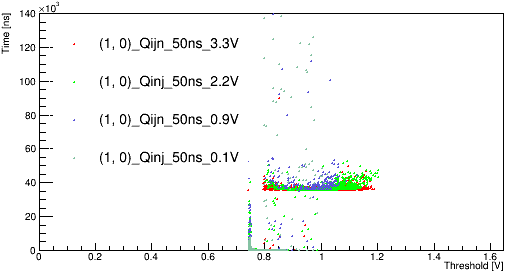 ×10³
Time [ns]
140
120
100
80
60
40
20
0
(1, 0)_Qijn_50ns_3.3V
(1, 0)_Qinj_50ns_2.2V
(1, 0)_Qijn_50ns_0.9V
(1, 0)_Qinj_50ns_0.1V
0 0.2 0.4 0.6 0.8 1.0 1.2 1.4 1.6
Threshold [V]